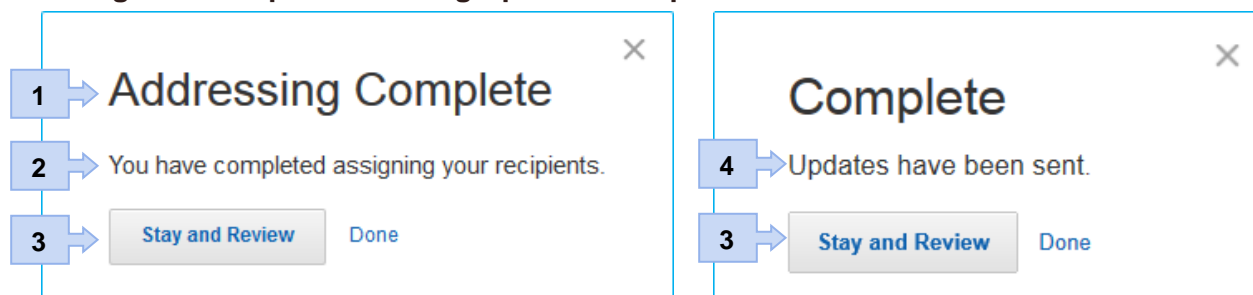 1 Addressing Complete
2 You have completed assigning your recipients.
3 Stay and Review Done
Complete
4 Updates have been sent.
3 Stay and Review Done